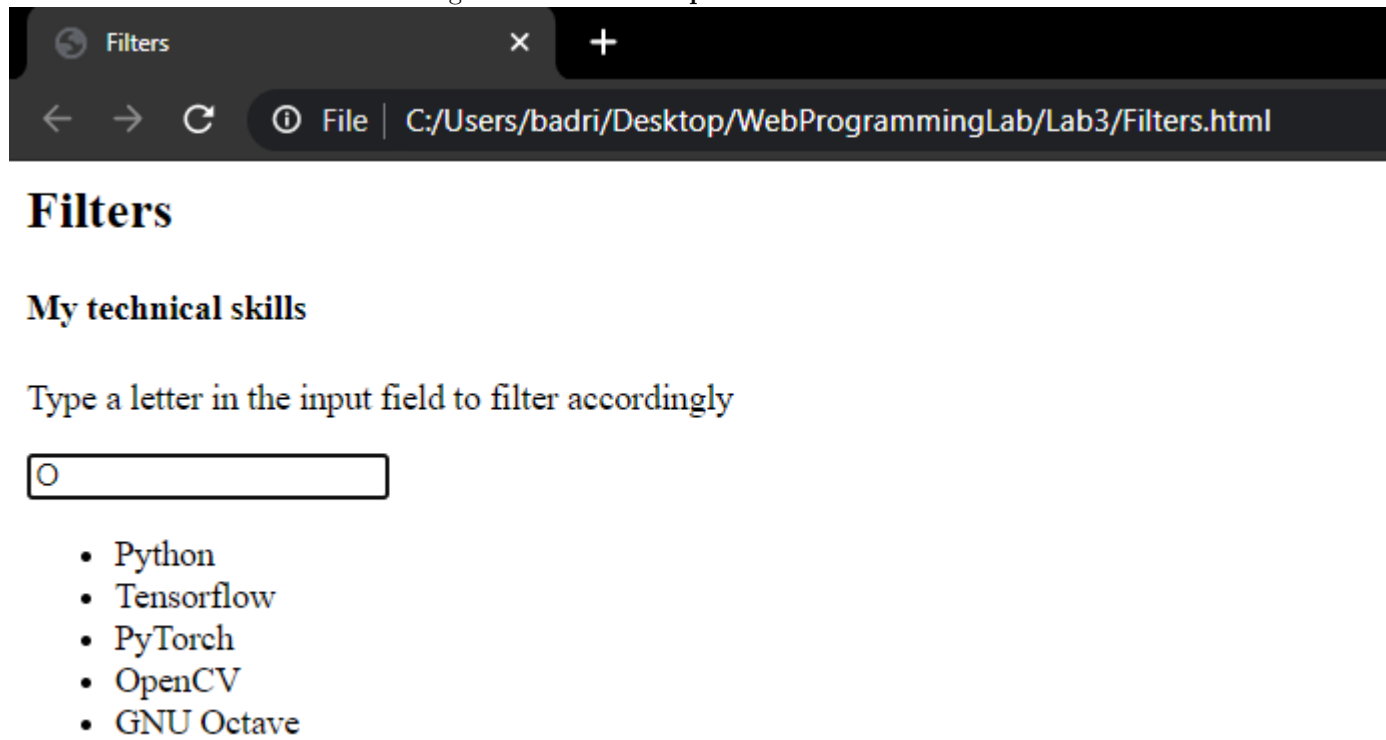 Filters
File C:/Users/badri/Desktop/WebProgrammingLab/Lab3/Filters.html
Filters
My technical skills
Type a letter in the input field to filter accordingly
O
• Python
• Tensorflow
• PyTorch
• OpenCV
• GNU Octave